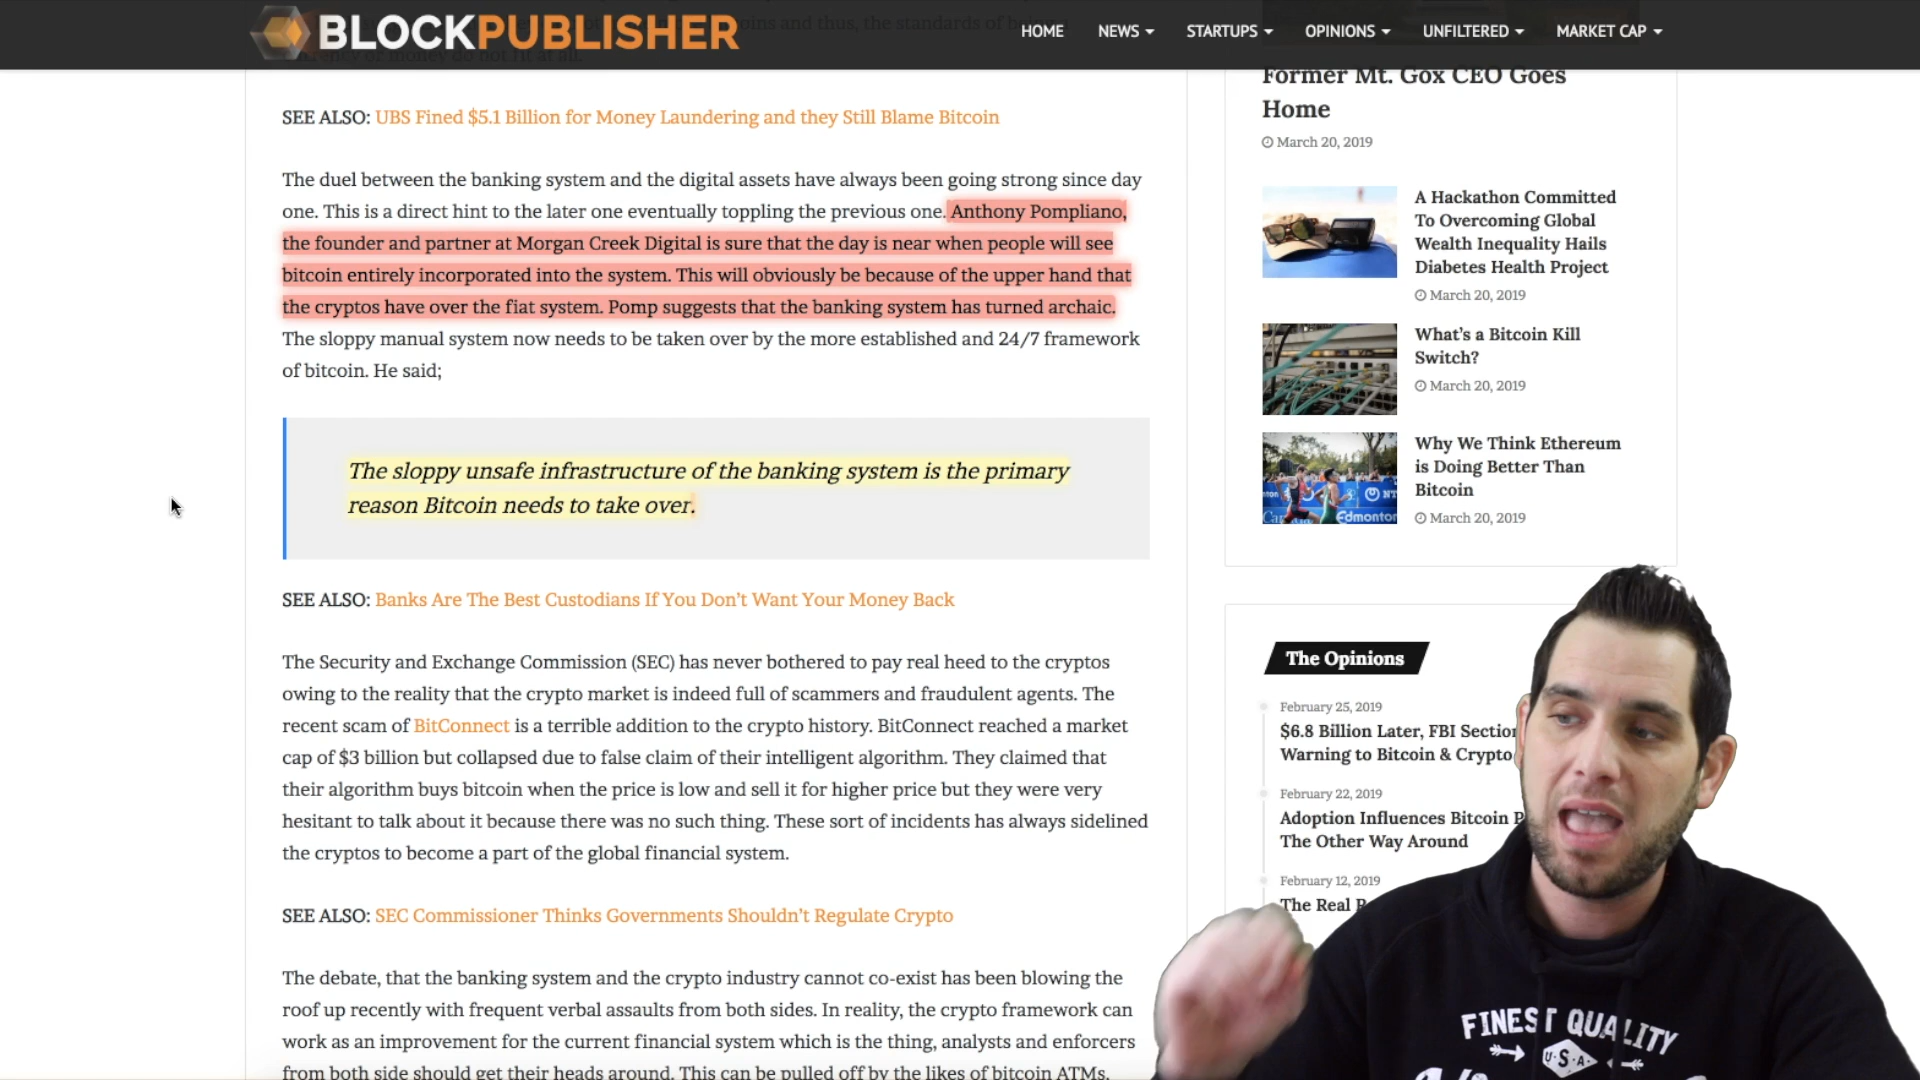 BLOCKPUBLISHER
HOME
NEWS
STARTUPS
OPINIONS
UNFILTERED
MARKET CAP
SEE ALSO: UBS Fined $5.1 Billion for Money Laundering and they Still Blame Bitcoin
The duel between the banking system and the digital assets have always been going strong since day
one. This is a direct hint to the later one eventually toppling the previous one. Anthony Pompliano,
the founder and partner at Morgan Creek Digital is sure that the day is near when people will see
bitcoin entirely incorporated into the system. This will obviously be because of the upper hand that
the cryptos have over the fiat system. Pomp suggests that the banking system has turned archaic.
The sloppy manual system now needs to be taken over by the more established and 24/7 framework
of bitcoin. He said;
The sloppy unsafe infrastructure of the banking system is the primary
reason Bitcoin needs to take over.
SEE ALSO: Banks Are The Best Custodians If You Don't Want Your Money Back
The Security and Exchange Commission (SEC) has never bothered to pay real heed to the cryptos
owing to the reality that the crypto market is indeed full of scammers and fraudulent agents. The
recent scam of BitConnect is a terrible addition to the crypto history. BitConnect reached a market
cap of $3 billion but collapsed due to false claim of their intelligent algorithm. They claimed that
their algorithm buys bitcoin when the price is low and sell it for higher price but they were very
hesitant to talk about it because there was no such thing. These sort of incidents has always sidelined
the cryptos to become a part of the global financial system.
SEE ALSO: SEC Commissioner Thinks Governments Shouldn't Regulate Crypto
The debate, that the banking system and the crypto industry cannot co-exist has been blowing the
roof up recently with frequent verbal assaults from both sides. In reality, the crypto framework can
work as an improvement for the current financial system which is the thing, analysts and enforcers
from both side should get their heads around. This can be pulled off by the likes of bitcoin ATMs.
Former Mt. Gox CEO Goes
Home
March 20, 2019
A Hackathon Committed
To Overcoming Global
Wealth Inequality Hails
Diabetes Health Project
March 20, 2019
What's a Bitcoin Kill
Switch?
March 20, 2019
Why We Think Ethereum
is Doing Better Than
Bitcoin
March 20, 2019
Edmonton
The Opinions
February 25, 2019
$6.8 Billion Later, FBI Section
Warning to Bitcoin & Crypto
February 22, 2019
Adoption Influences Bitcoin P
The Other Way Around
February 12, 2019
The Real
FINEST QUALITY
U.S.A.